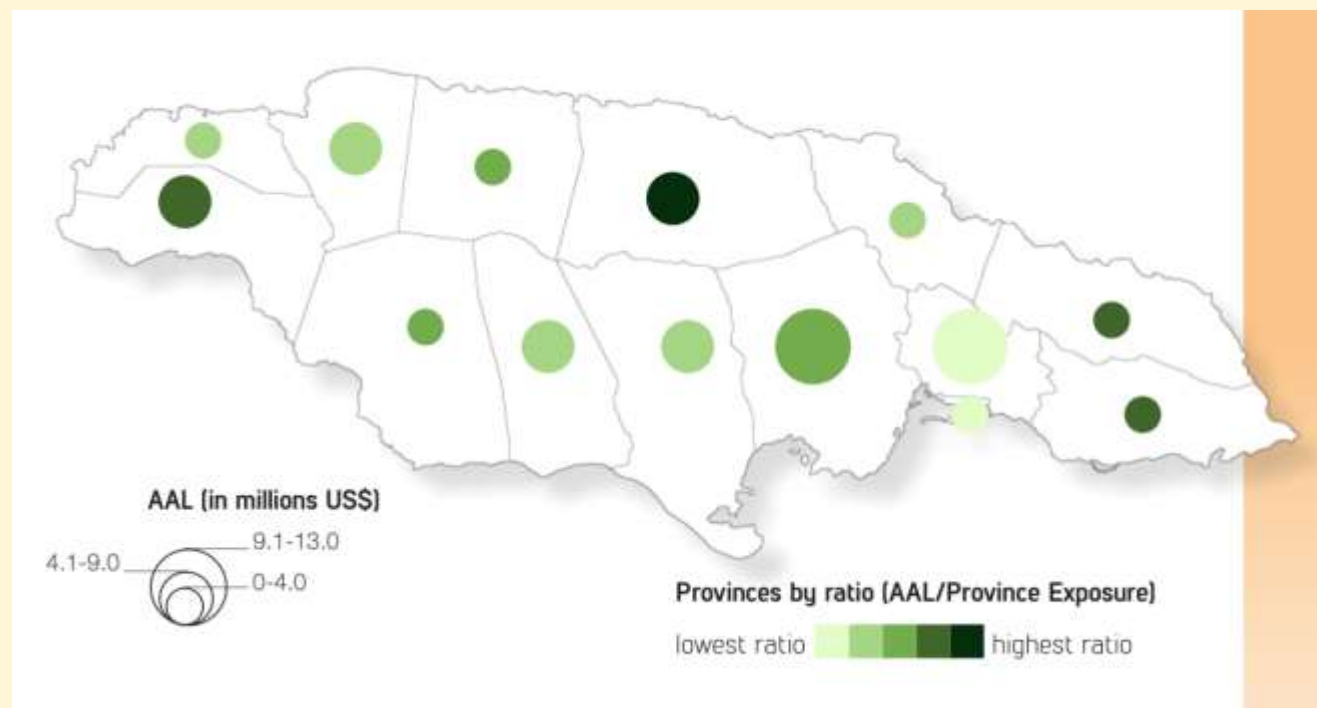 AAL (in millions US$)
9.1-13.0
4.1-9.0
0-4.0
Provinces by ratio (AAL/Province Exposure)
lowest ratio
highest ratio